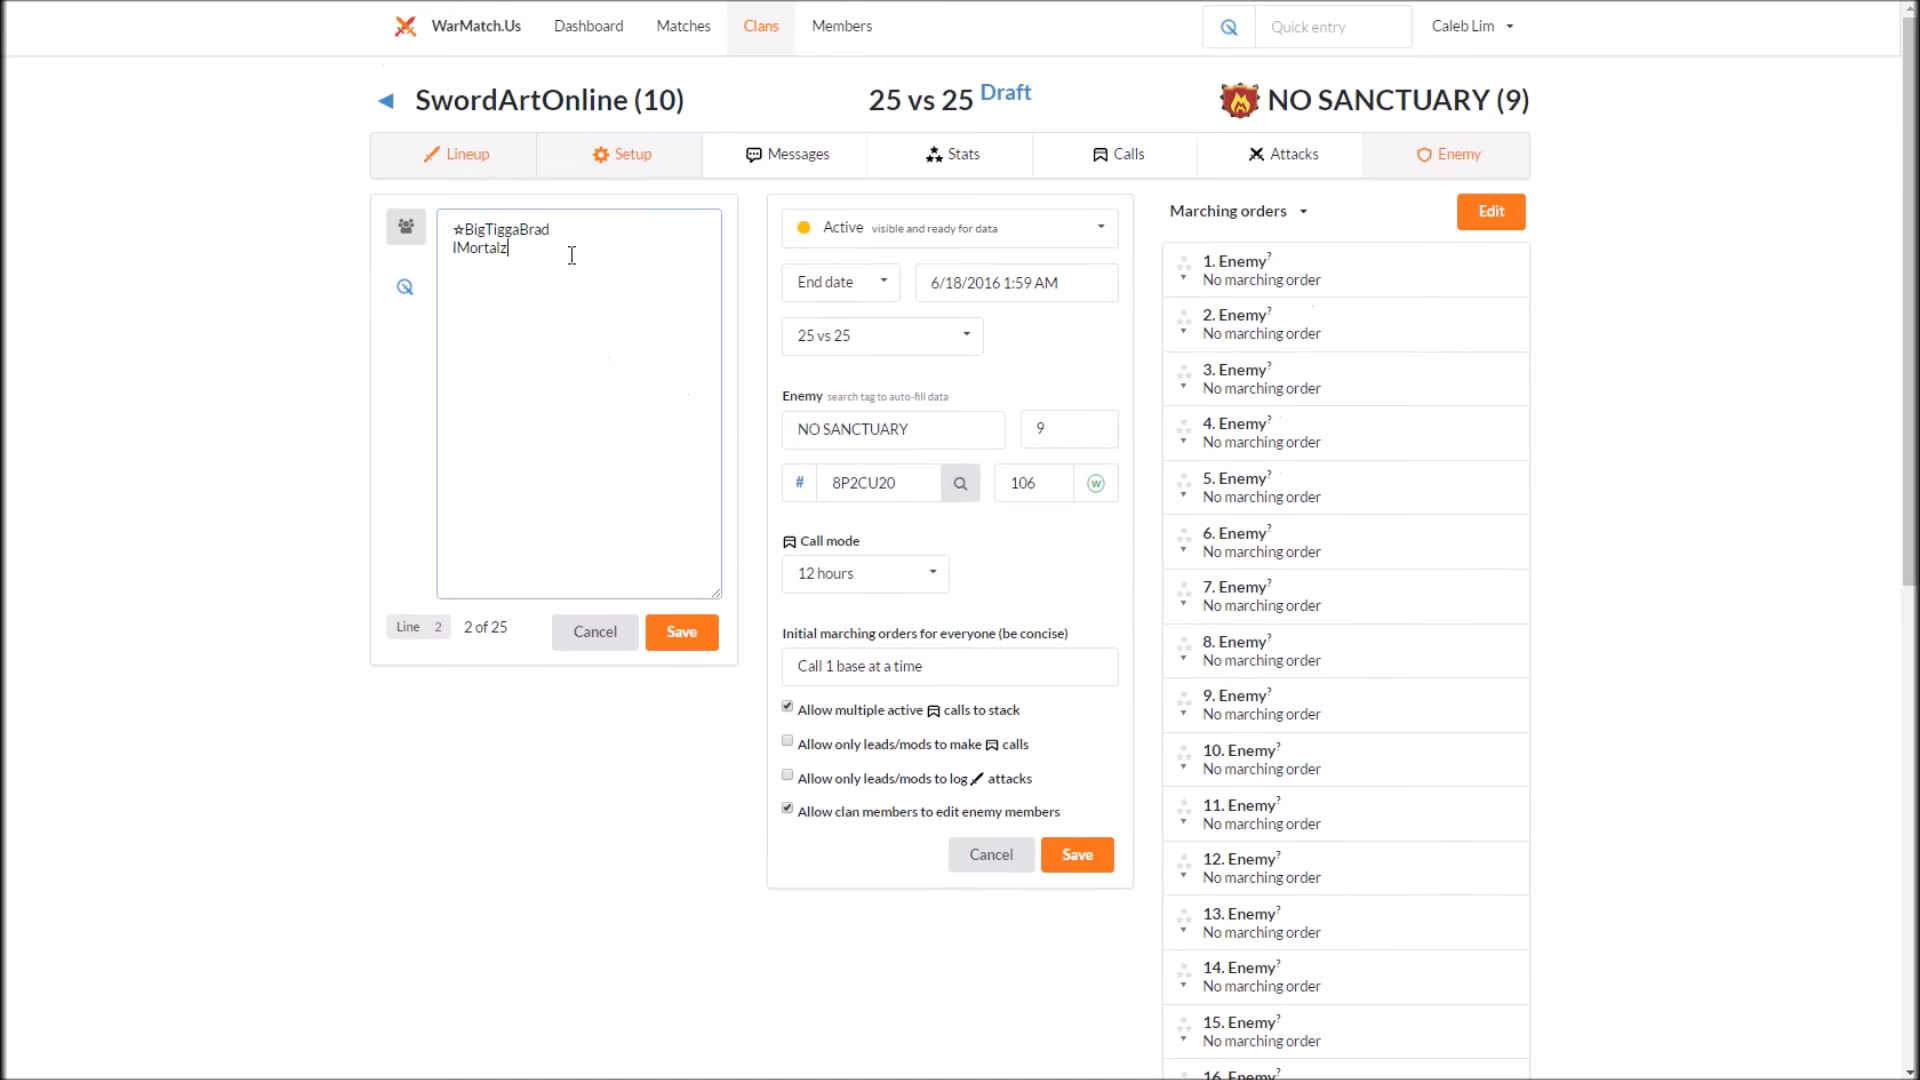 WarMatch.Us Dashboard Matches Clans Members Quick entry Caleb Lim
SwordArtOnline (10) 25 vs 25 Draft NO SANCTUARY (9)
Lineup Setup Messages Stats Calls Attacks Enemy
☆BigTiggaBrad
IMortalz
Line 2 2 of 25 Cancel Save
Active visible and ready for data
End date 6/18/2016 1:59 AM
25 vs 25
Enemy search tag to auto-fill data
NO SANCTUARY 9
# 8P2CU20 106 W
Call mode
12 hours
Initial marching orders for everyone (be concise)
Call 1 base at a time
Allow multiple active calls to stack
Allow only leads/mods to make calls
Allow only leads/mods to log attacks
Allow clan members to edit enemy members
Cancel Save
Marching orders Edit
1. Enemy?
No marching order
2. Enemy?
No marching order
3. Enemy?
No marching order
4. Enemy?
No marching order
5. Enemy?
No marching order
6. Enemy?
No marching order
7. Enemy?
No marching order
8. Enemy?
No marching order
9. Enemy?
No marching order
10. Enemy?
No marching order
11. Enemy?
No marching order
12. Enemy?
No marching order
13. Enemy?
No marching order
14. Enemy?
No marching order
15. Enemy?
No marching order
16. Enemy?